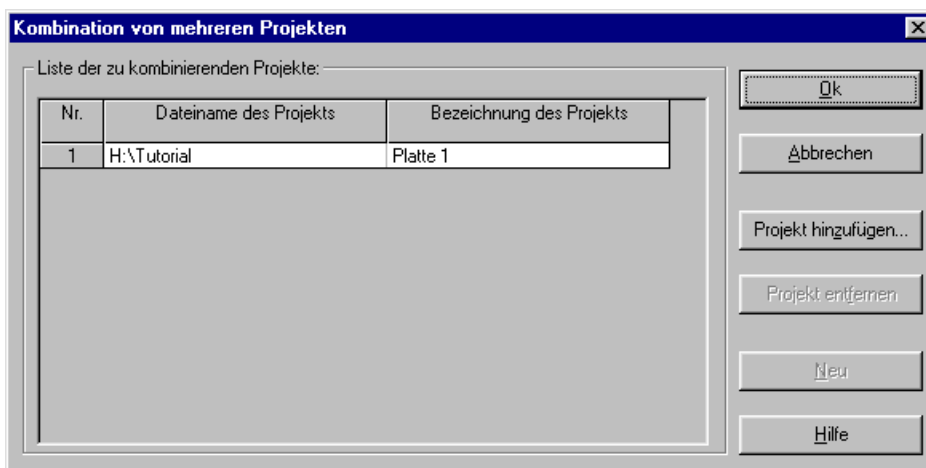 Kombination von mehreren Projekten
Liste der zu kombinierenden Projekte:
Nr. Dateiname des Projekts Bezeichnung des Projekts
1 H:\Tutorial Platte 1
Ok
Abbrechen
Projekt hinzufügen...
Projekt entfernen
Neu
Hilfe